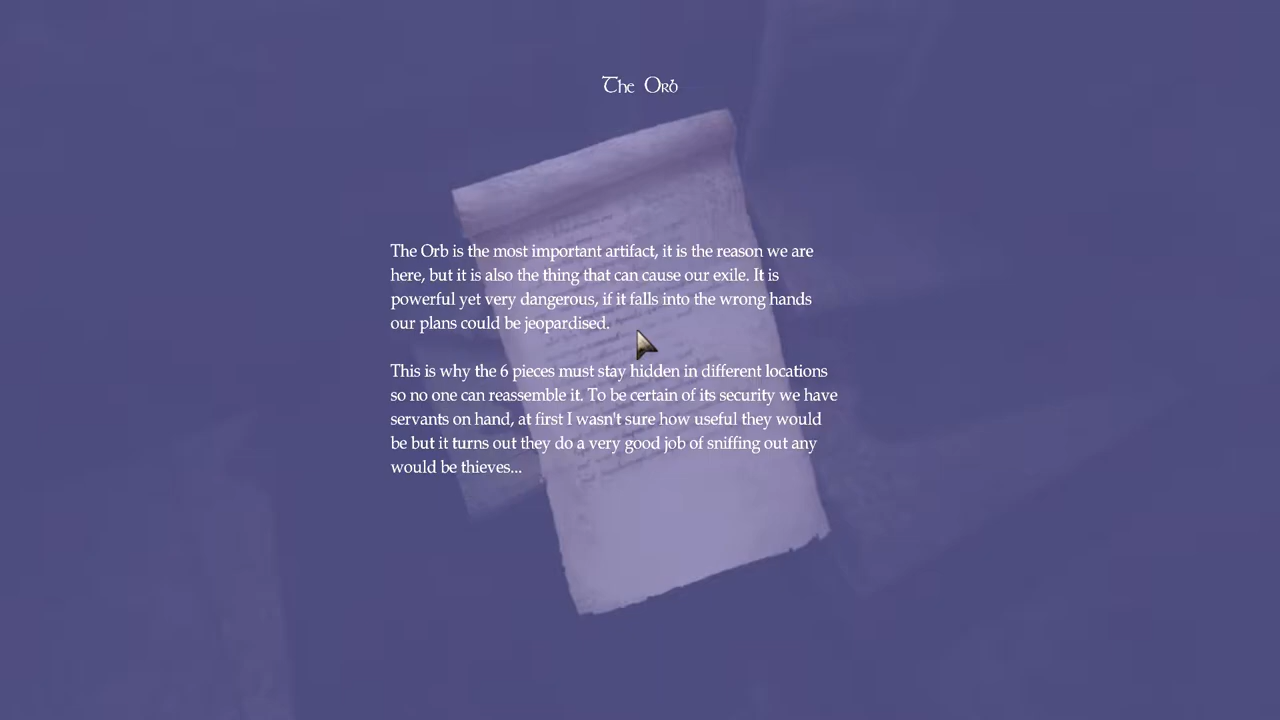 The Orb
The Orb is the most important artifact, it is the reason we are
here, but it is also the thing that can cause our exile. It is
powerful yet very dangerous, if it falls into the wrong hands
our plans could be jeopardised.
This is why the 6 pieces must stay hidden in different locations
so no one can reassemble it. To be certain of its security we have
servants on hand, at first I wasn't sure how useful they would
be but it turns out they do a very good job of sniffing out any
would be thieves...